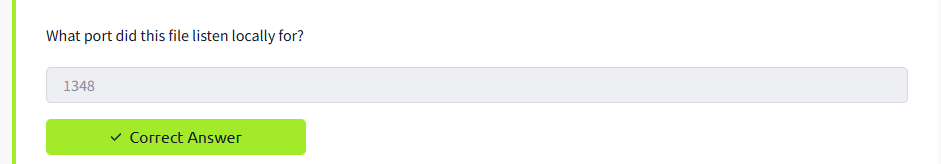 What port did this file listen locally for?
1348
✓ Correct Answer